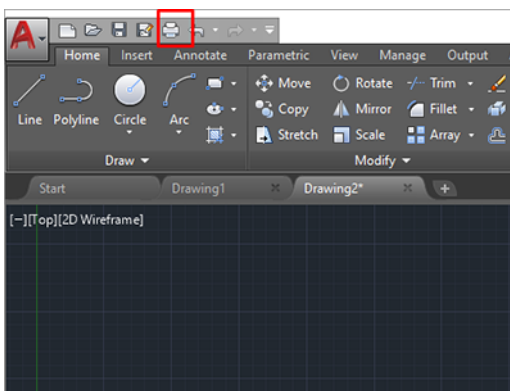 A
Home Insert Annotate Parametric View Manage Output
Line Polyline Circle Arc
Move Rotate Trim
Copy Mirror Fillet
Stretch Scale Array
Draw Modify
Start Drawing1 Drawing2*
[−][Top][2D Wireframe]